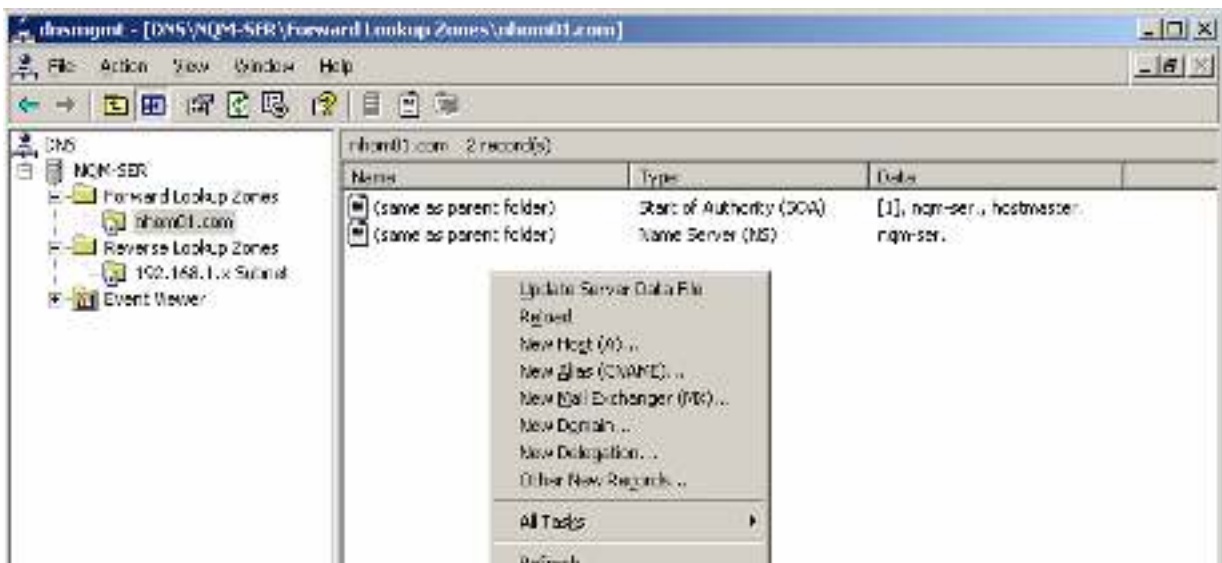 dnsmgmt - [DNS\NQM-SER\Forward Lookup Zones\nhom01.com]
File Action View Window Help
DNS
NQM-SER
Forward Lookup Zones
nhom01.com
Reverse Lookup Zones
192.168.1.x Subnet
Event Viewer
nhom01.com 2 record(s)
Name Type Data
(same as parent folder) Start of Authority (SOA) [1], nqm-ser., hostmaster.
(same as parent folder) Name Server (NS) nqm-ser.
Update Server Data File
Reload
New Host (A)...
New Alias (CNAME)...
New Mail Exchanger (MX)...
New Domain...
New Delegation...
Other New Records...
All Tasks
Refresh